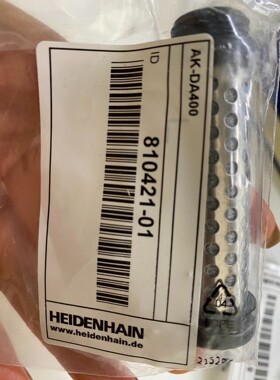 AK-DA400
ID
810421-01
HEIDENHAIN
www.heidenhain.de